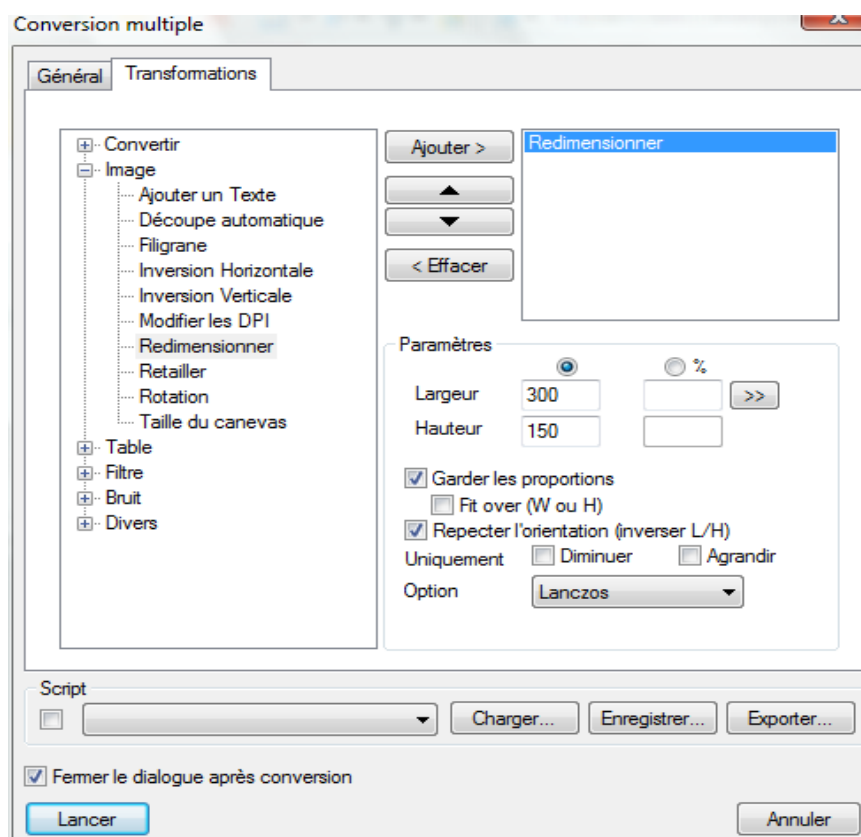 Conversion multiple
Général
Transformations
Convertir
Image
Ajouter un Texte
Découpe automatique
Filigrane
Inversion Horizontale
Inversion Verticale
Modifier les DPI
Redimensionner
Retailler
Rotation
Taille du canevas
Table
Filtre
Bruit
Divers
Ajouter >
< Effacer
Redimensionner
Paramètres
%
Largeur 300 >>
Hauteur 150
Garder les proportions
Fit over (W ou H)
Repecter l'orientation (inverser L/H)
Uniquement Diminuer Agrandir
Option Lanczos
Script
Charger... Enregistrer... Exporter...
Fermer le dialogue après conversion
Lancer Annuler